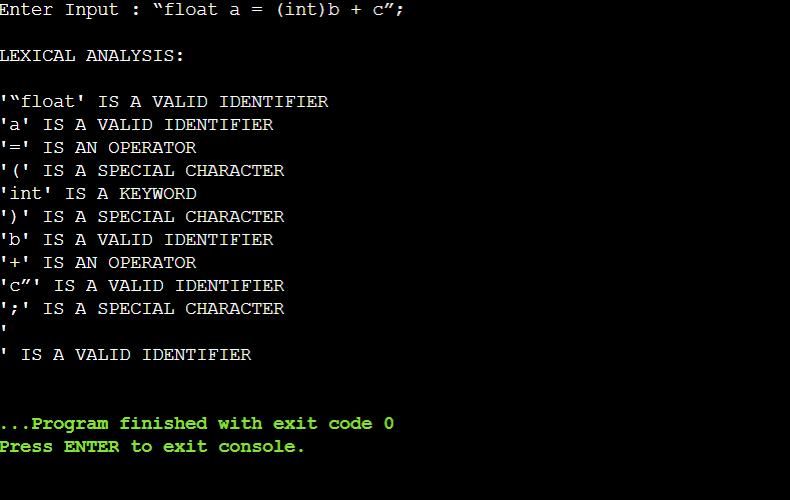 Enter Input : “float a = (int)b + c”;
LEXICAL ANALYSIS:
'“float' IS A VALID IDENTIFIER
'a' IS A VALID IDENTIFIER
'=' IS AN OPERATOR
'(' IS A SPECIAL CHARACTER
'int' IS A KEYWORD
')' IS A SPECIAL CHARACTER
'b' IS A VALID IDENTIFIER
'+' IS AN OPERATOR
'c”' IS A VALID IDENTIFIER
';' IS A SPECIAL CHARACTER
'
' IS A VALID IDENTIFIER
...Program finished with exit code 0
Press ENTER to exit console.